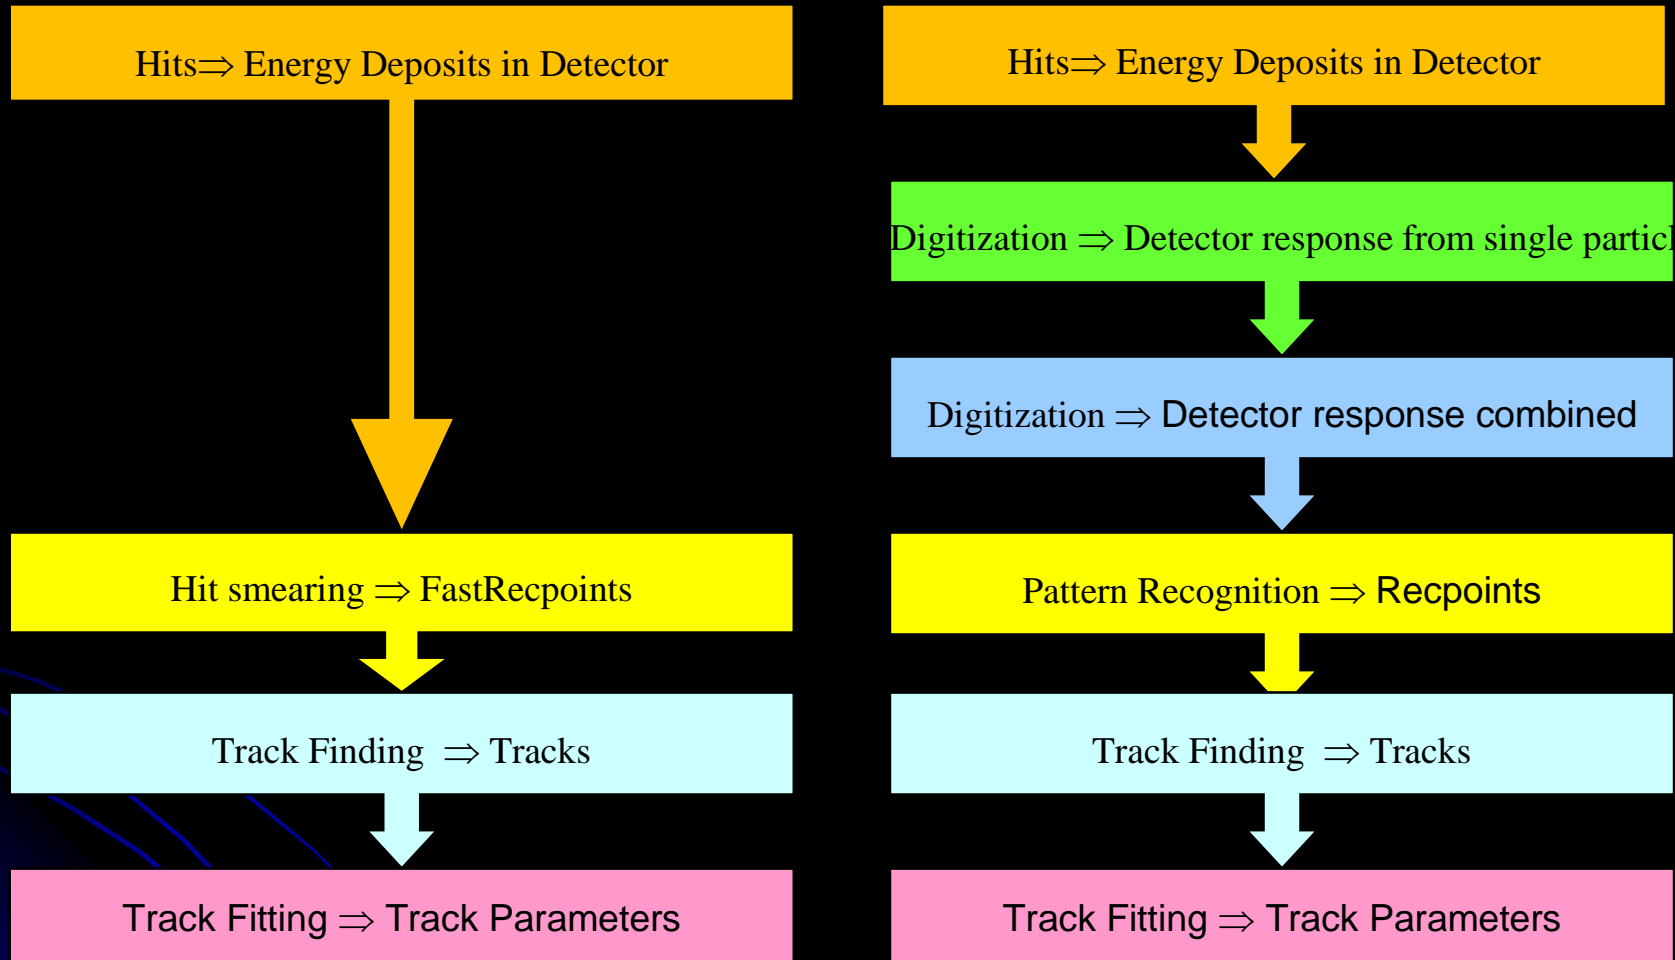 Hits⇒ Energy Deposits in Detector
Hit smearing ⇒ FastRecpoints
Track Finding ⇒ Tracks
Track Fitting ⇒ Track Parameters
Hits⇒ Energy Deposits in Detector
Digitization ⇒ Detector response from single particl
Digitization ⇒ Detector response combined
Pattern Recognition ⇒ Recpoints
Track Finding ⇒ Tracks
Track Fitting ⇒ Track Parameters